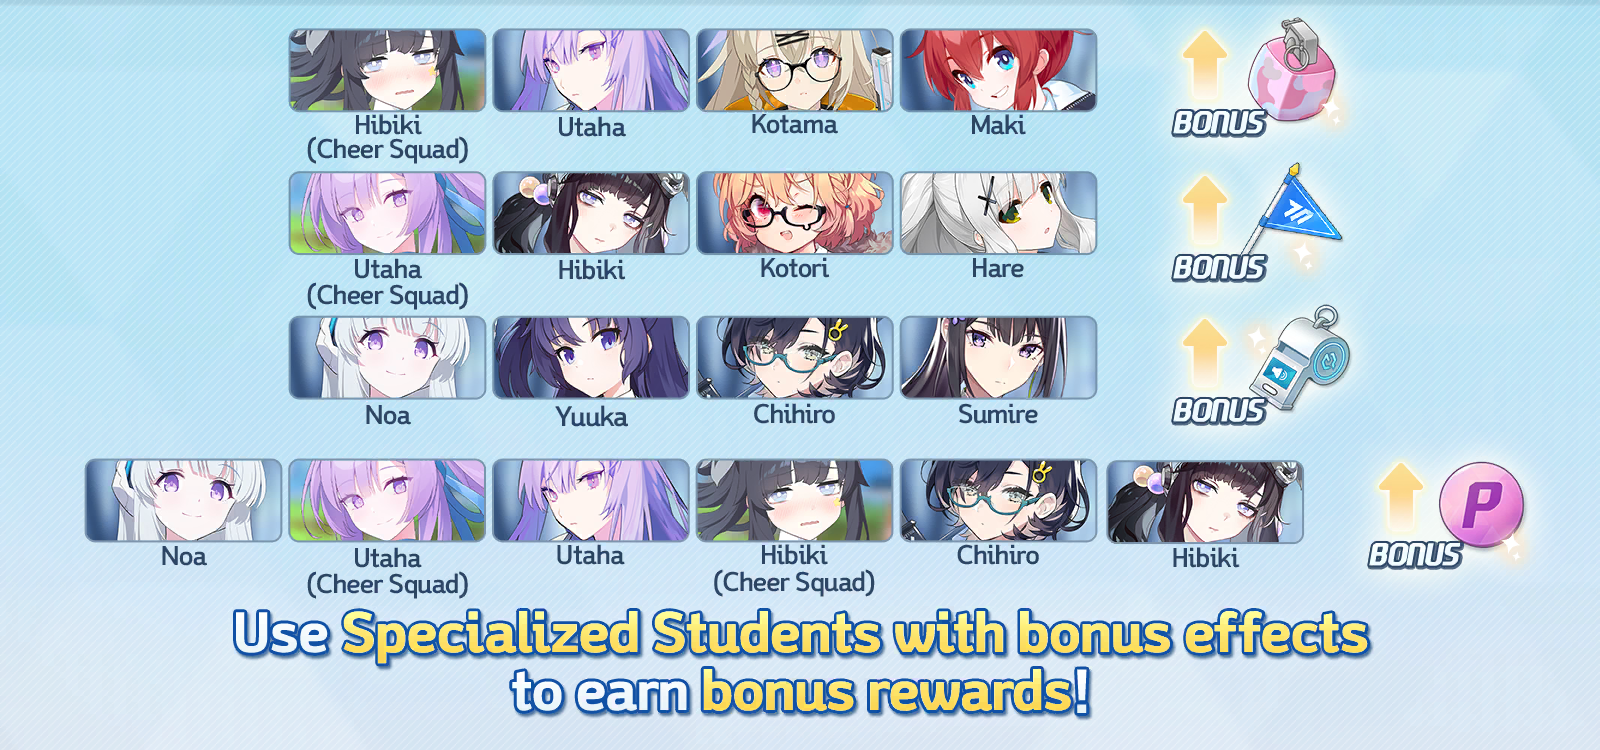 Hibiki
(Cheer Squad)
Utaha
Kotama
Maki
BONUS
Utaha
(Cheer Squad)
Hibiki
Kotori
Hare
BONUS
Noa
Yuuka
Chihiro
Sumire
BONUS
Noa
Utaha
(Cheer Squad)
Utaha
Hibiki
(Cheer Squad)
Chihiro
Hibiki
BONUS
P
Use Specialized Students with bonus effects
to earn bonus rewards!